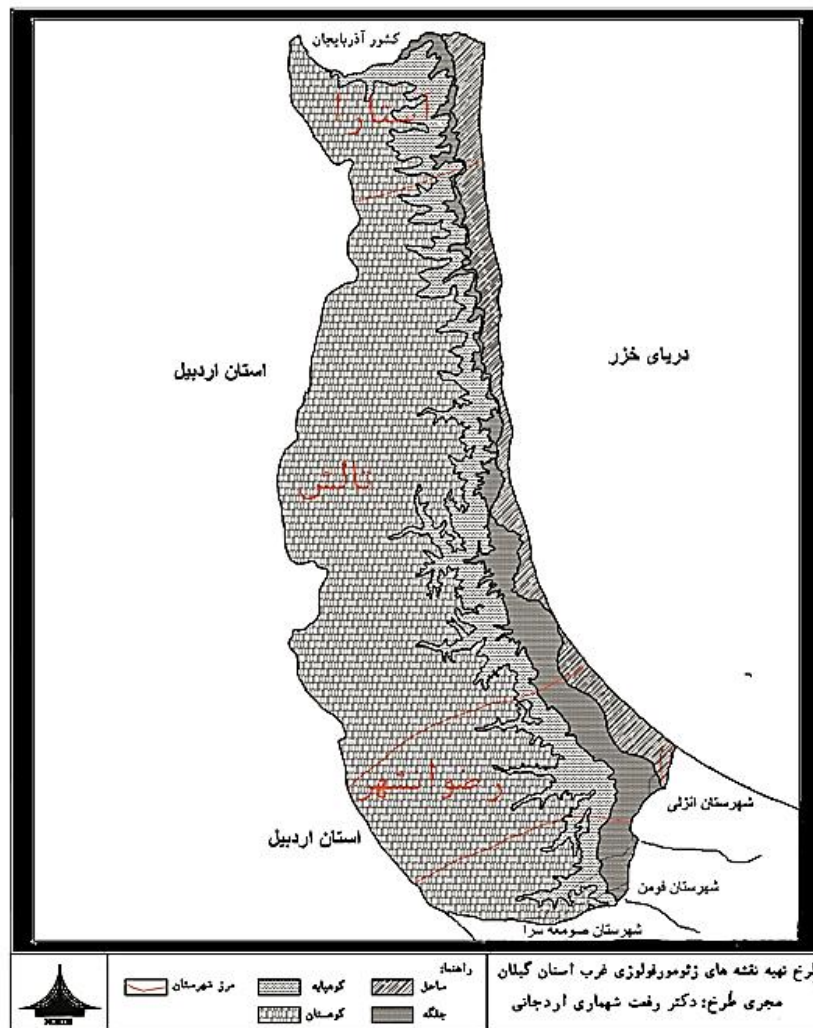 کشور آذربایجان
استارا
دریای خزر
استان اردبیل
تالش
رضوانشهر
شهرستان انزلی
استان اردبیل
شهرستان فومن
شهرستان صومعه سرا
راهنما:
ساحل
کوهپایه
مرز شهرستان
جلگه
کوهستان
طرح تهیه نقشه های ژئومورفولوژی غرب استان گیلان
مجری طرح: دکتر رفعت شهماری اردجانی